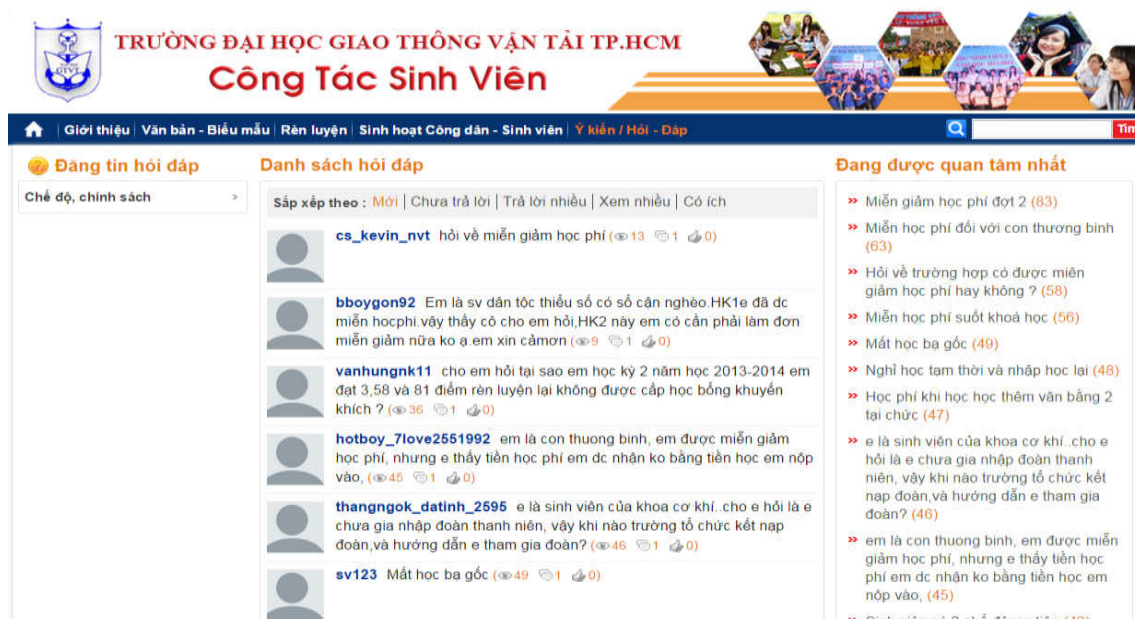 TRƯỜNG ĐẠI HỌC GIAO THÔNG VẬN TẢI TP.HCM
Công Tác Sinh Viên
GTVT
Giới thiệu | Văn bản - Biểu mẫu | Rèn luyện | Sinh hoạt Công dân - Sinh viên | Ý kiến / Hỏi - Đáp
Tìm
Đăng tin hỏi đáp
Chế độ, chính sách >
Danh sách hỏi đáp
Sắp xếp theo : Mới | Chưa trả lời | Trả lời nhiều | Xem nhiều | Có ích
cs_kevin_nvt hỏi về miễn giảm học phí (13 1 0)
bboygon92 Em là sv dân tộc thiểu số có sổ cận nghèo.HK1e đã dc
miễn hocphi.vây thầy cô cho em hỏi,HK2 này em có cần phải làm đơn
miễn giảm nữa ko ạ.em xin cảmơn (9 1 0)
vanhungnk11 cho em hỏi tại sao em học kỳ 2 năm học 2013-2014 em
đạt 3,58 và 81 điểm rèn luyện lại không được cấp học bổng khuyến
khích ? (36 1 0)
hotboy_7love2551992 em là con thuong binh, em được miễn giảm
học phí, nhưng e thấy tiền học phí em dc nhận ko bằng tiền học em nộp
vào, (45 1 0)
thangngok_datinh_2595 e là sinh viên của khoa cơ khí..cho e hỏi là e
chưa gia nhập đoàn thanh niên, vậy khi nào trường tổ chức kết nạp
đoàn,và hướng dẫn e tham gia đoàn? (46 1 0)
sv123 Mất học bạ gốc (49 1 0)
Đang được quan tâm nhất
» Miễn giảm học phí đợt 2 (83)
» Miễn học phí đối với con thương binh
(63)
» Hỏi về trường hợp có được miên
giảm học phí hay không ? (58)
» Miễn học phí suốt khoá học (56)
» Mất học bạ gốc (49)
» Nghỉ học tạm thời và nhập học lại (48)
» Học phí khi học học thêm văn bằng 2
tại chức (47)
» e là sinh viên của khoa cơ khí..cho e
hỏi là e chưa gia nhập đoàn thanh
niên, vậy khi nào trường tổ chức kết
nạp đoàn,và hướng dẫn e tham gia
đoàn? (46)
» em là con thuong binh, em được miễn
giảm học phí, nhưng e thấy tiền học
phí em dc nhận ko bằng tiền học em
nộp vào, (45)